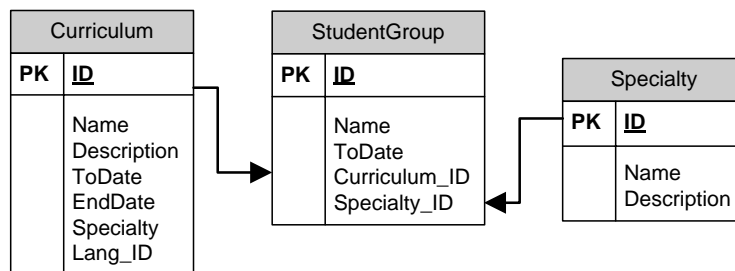 Curriculum
PK ID
Name
Description
ToDate
EndDate
Specialty
Lang_ID
StudentGroup
PK ID
Name
ToDate
Curriculum_ID
Specialty_ID
Specialty
PK ID
Name
Description